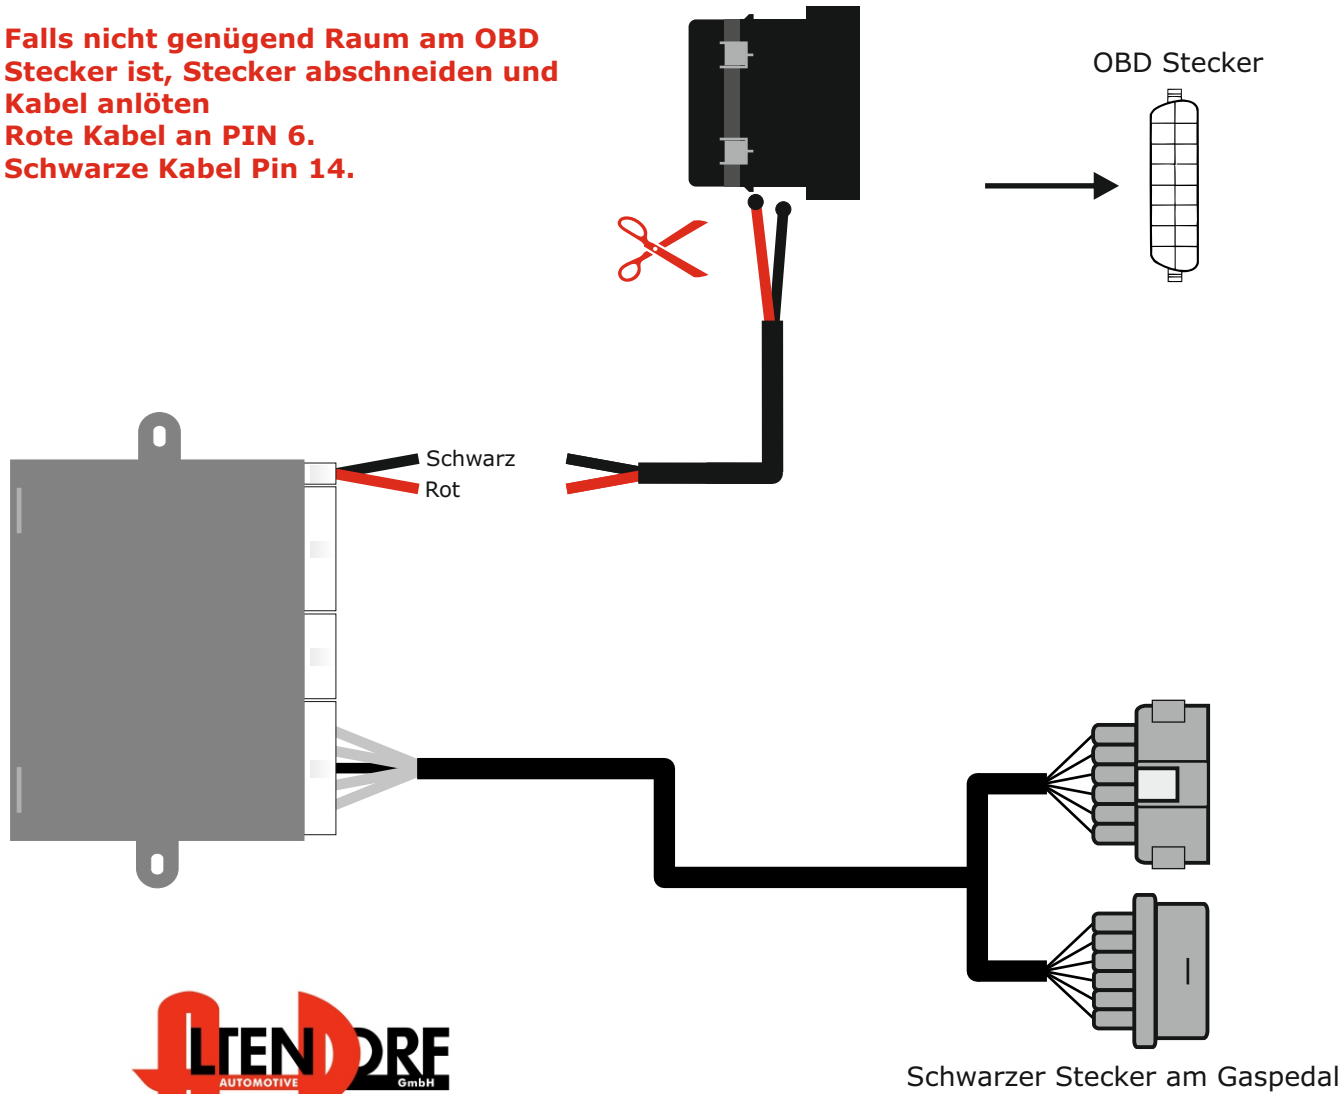 Falls nicht genügend Raum am OBD
Stecker ist, Stecker abschneiden und
Kabel anlöten
Rote Kabel an PIN 6.
Schwarze Kabel Pin 14.
OBD Stecker
Schwarz
Rot
ALTENDORF
AUTOMOTIVE GmbH
Schwarzer Stecker am Gaspedal